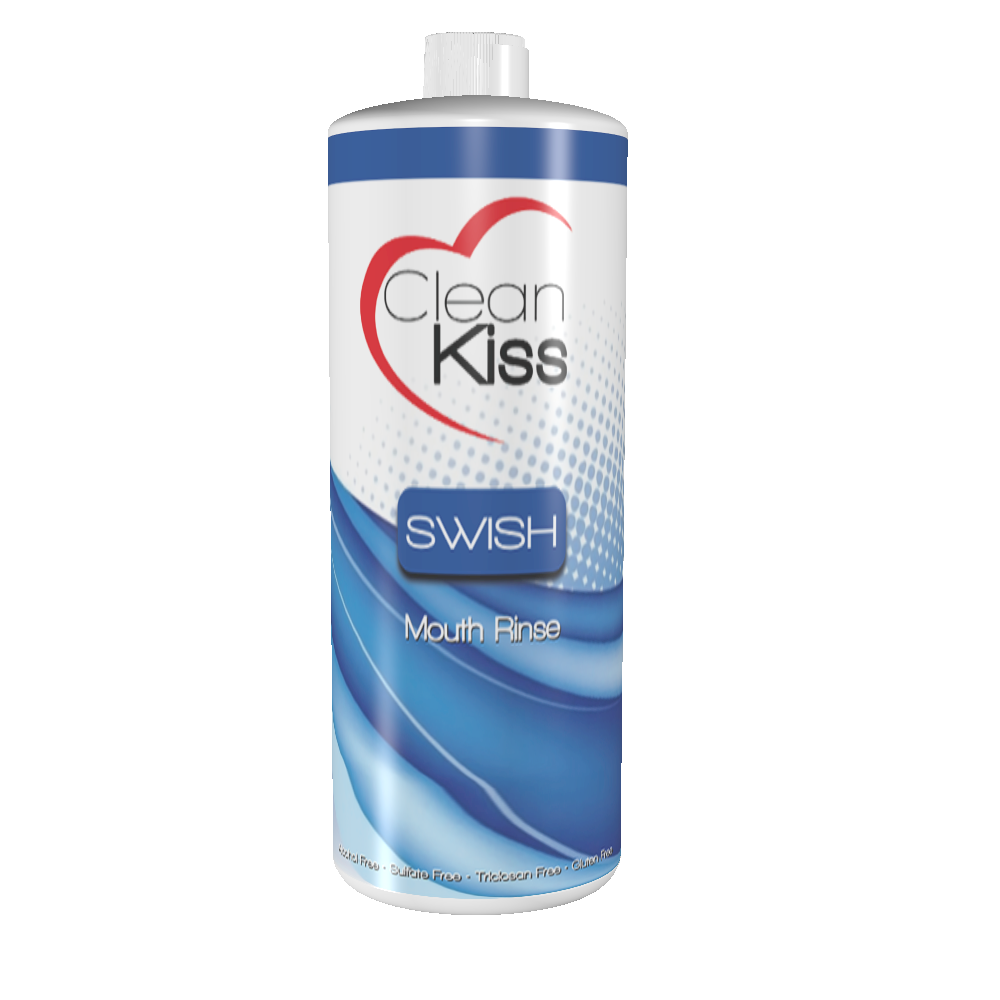 Clean
Kiss
SWISH
Mouth Rinse
Alcohol Free • Sulfate Free • Triclosan Free • Gluten Free